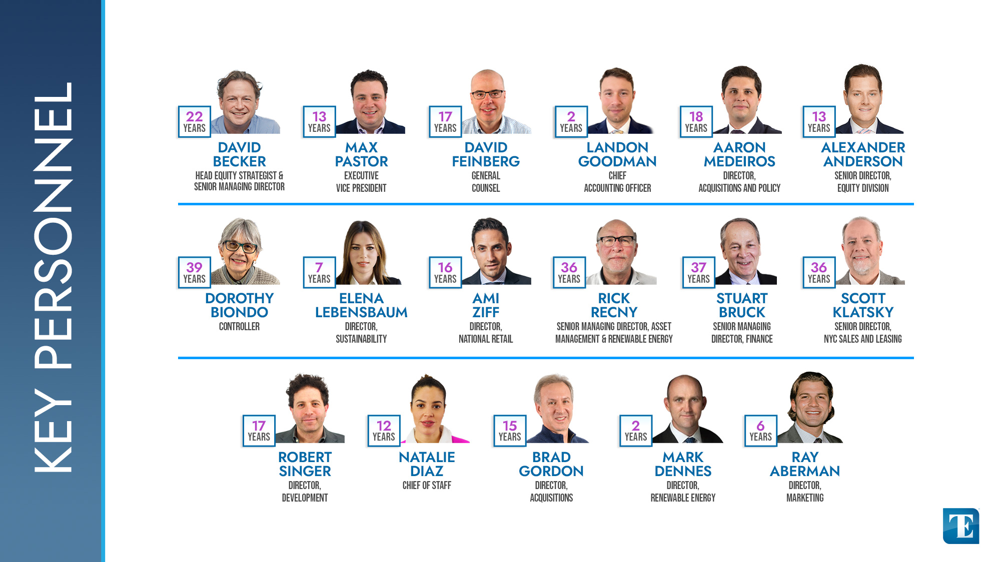 KEY PERSONNEL
22
YEARS
DAVID
BECKER
HEAD EQUITY STRATEGIST &
SENIOR MANAGING DIRECTOR
13
YEARS
MAX
PASTOR
EXECUTIVE
VICE PRESIDENT
17
YEARS
DAVID
FEINBERG
GENERAL
COUNSEL
2
YEARS
LANDON
GOODMAN
CHIEF
ACCOUNTING OFFICER
18
YEARS
AARON
MEDEIROS
DIRECTOR,
ACQUISITIONS AND POLICY
13
YEARS
ALEXANDER
ANDERSON
SENIOR DIRECTOR,
EQUITY DIVISION
39
YEARS
DOROTHY
BIONDO
CONTROLLER
7
YEARS
ELENA
LEBENSBAUM
DIRECTOR,
SUSTAINABILITY
16
YEARS
AMI
ZIFF
DIRECTOR,
NATIONAL RETAIL
36
YEARS
RICK
RECNY
SENIOR MANAGING DIRECTOR, ASSET
MANAGEMENT & RENEWABLE ENERGY
37
YEARS
STUART
BRUCK
SENIOR MANAGING
DIRECTOR, FINANCE
36
YEARS
SCOTT
KLATSKY
SENIOR DIRECTOR,
NYC SALES AND LEASING
17
YEARS
ROBERT
SINGER
DIRECTOR,
DEVELOPMENT
12
YEARS
NATALIE
DIAZ
CHIEF OF STAFF
15
YEARS
BRAD
GORDON
DIRECTOR,
ACQUISITIONS
2
YEARS
MARK
DENNES
DIRECTOR,
RENEWABLE ENERGY
6
YEARS
RAY
ABERMAN
DIRECTOR,
MARKETING
TE